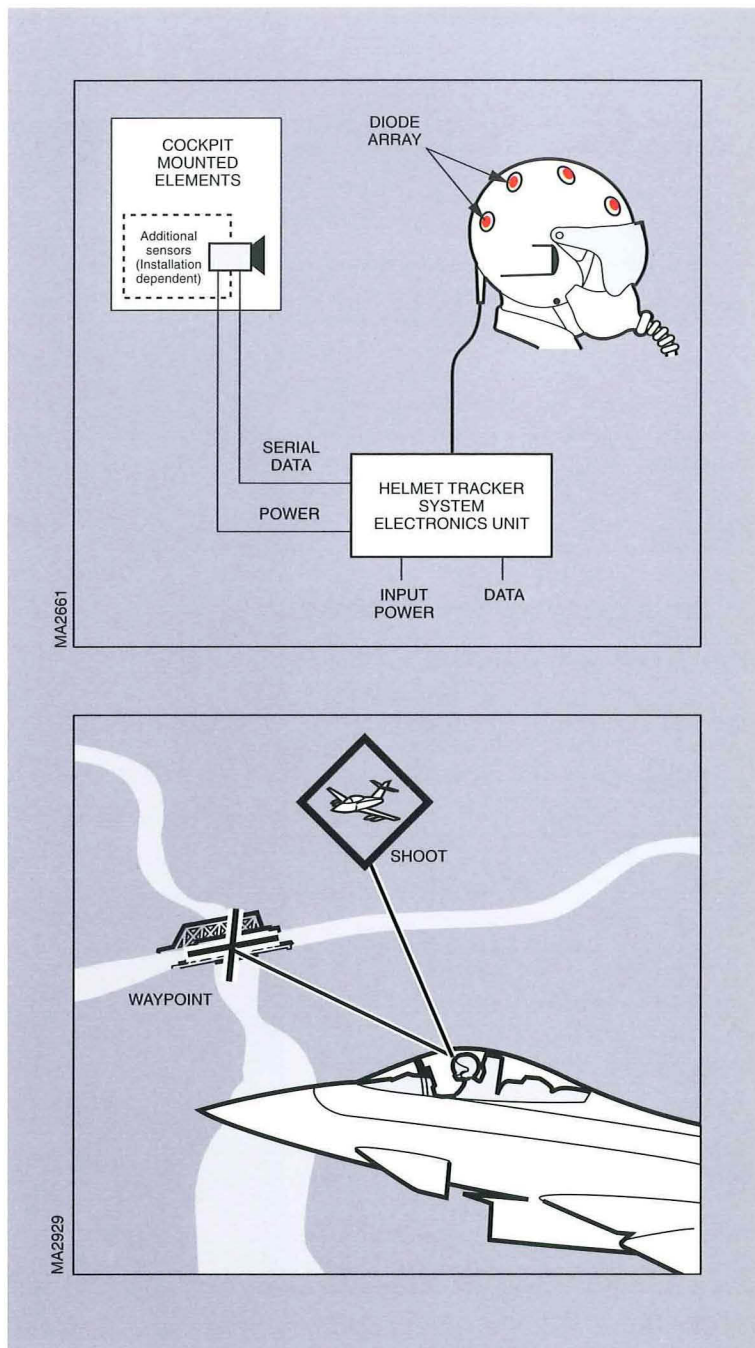 DIODE
ARRAY
COCKPIT
MOUNTED
ELEMENTS
Additional
sensors
(Installation
dependent)
SERIAL
DATA
POWER
HELMET TRACKER
SYSTEM
ELECTRONICS UNIT
INPUT
POWER
DATA
MA2661
SHOOT
WAYPOINT
MA2929